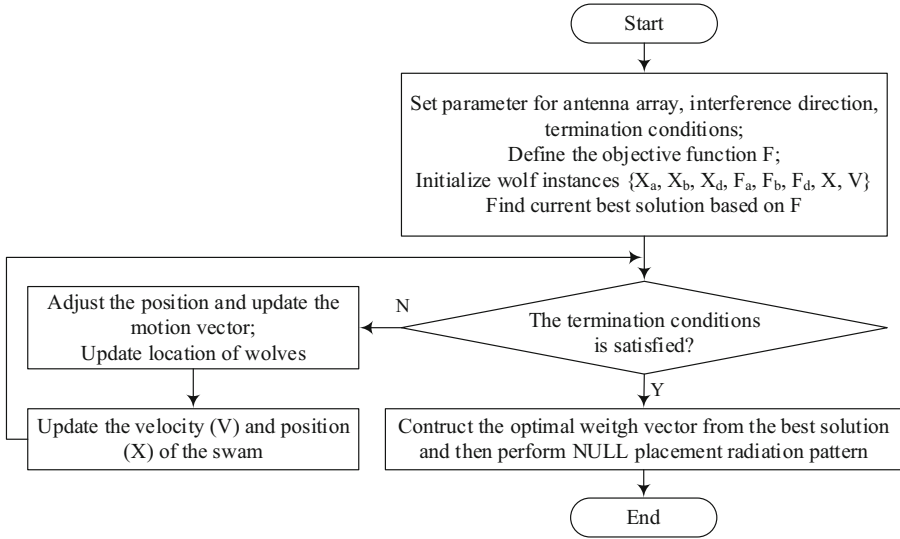 Start
Set parameter for antenna array, interference direction,
termination conditions;
Define the objective function F;
Initialize wolf instances {Xa, Xb, Xd, Fa, Fb, Fd, X, V}
Find current best solution based on F
N
Adjust the position and update the
motion vector;
Update location of wolves
The termination conditions
is satisfied?
Y
Update the velocity (V) and position
(X) of the swam
Contruct the optimal weitgh vector from the best solution
and then perform NULL placement radiation pattern
End